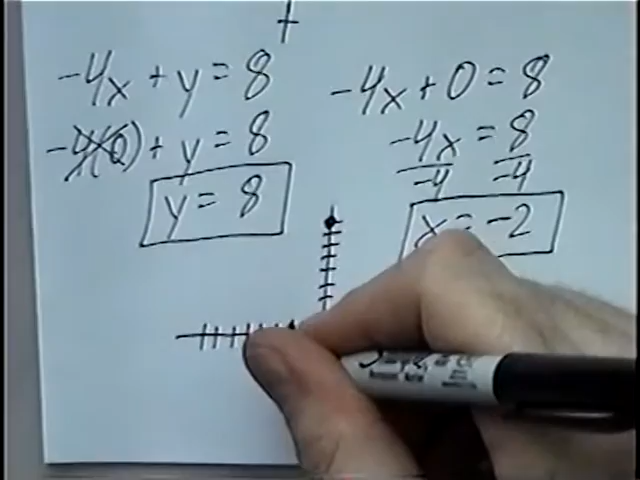 -4x + y = 8
-4(0) + y = 8
y = 8
-4x + 0 = 8
-4x = 8
-4 -4
x = -2